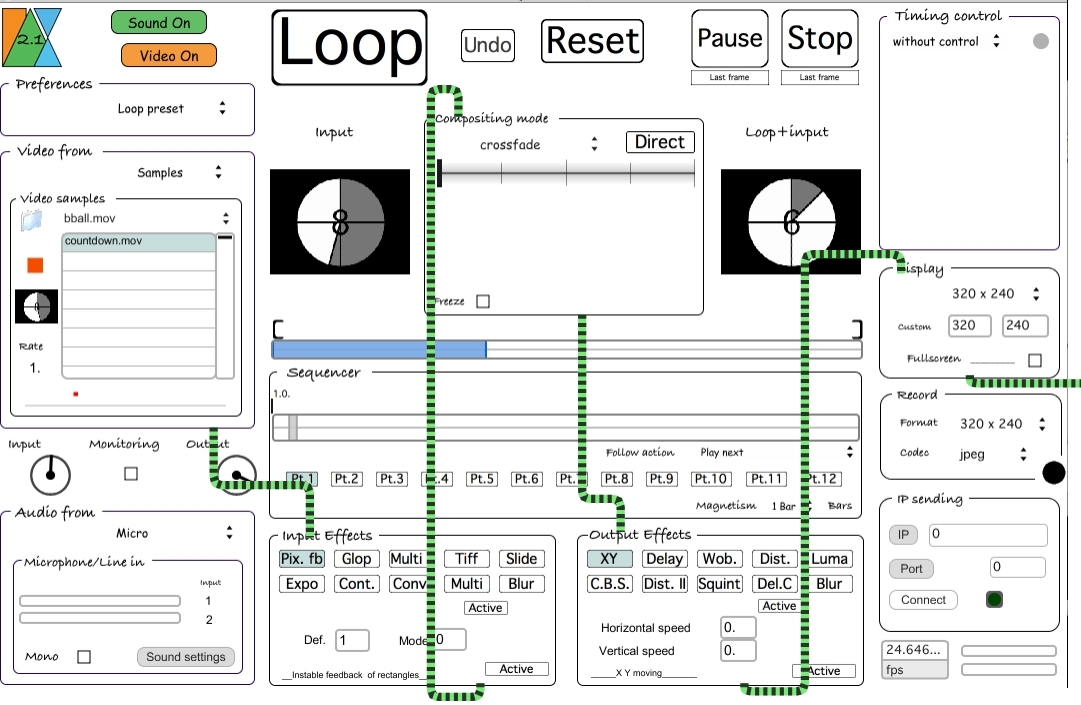 2.1
Sound On
Video On
Loop
Undo
Reset
Pause
Last frame
Stop
Last frame
Timing control
without control
Preferences
Loop preset
Video from
Samples
Video samples
bball.mov
countdown.mov
Rate
1.
Input
8
Compositing mode
crossfade
Direct
Freeze
Loop+input
6
Display
320 x 240
Custom 320 240
Fullscreen
Sequencer
1.0.
Follow action Play next
Pt.1 Pt.2 Pt.3 Pt.5 Pt.6 Pt.8 Pt.9 Pt.10 Pt.11 Pt.12
Magnetism 1 Bar Bars
Record
Format 320 x 240
Codec jpeg
Input Monitoring Output
Audio from
Micro
Microphone/Line in
Input
1
2
Mono Sound settings
Input Effects
Pix. fb Glop Multi Tiff Slide
Expo Cont. Conv Multi Blur
Active
Def. 1 Mode 0
Active
__Instable feedback of rectangles_
Output Effects
XY Delay Wob. Dist. Luma
C.B.S. Dist. II Squint Del.C Blur
Active
Horizontal speed 0.
Vertical speed 0.
Active
_____X Y moving_______
IP sending
IP 0
Port 0
Connect
24.646...
fps